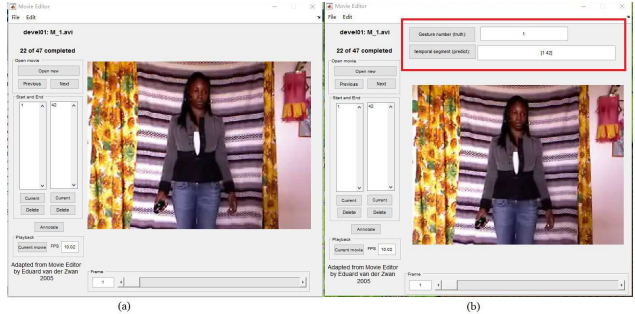 Movie Editor
File Edit
devel01: M_1.avi
22 of 47 completed
Open movie
Open new
Previous Next
Start and End
1 42
Current Current
Delete Delete
Annotate
Playback
Current movie FPS 10.02
Adapted from Movie Editor
by Eduard van der Zwan
2005
Frame
1
(a)
Movie Editor
File Edit
devel01: M_1.avi
22 of 47 completed
Gesture number (truth) 1
temporal segment (predict) [1 42]
Open movie
Open new
Previous Next
Start and End
1 42
Current Current
Delete Delete
Annotate
Playback
Current movie FPS 10.02
Adapted from Movie Editor
by Eduard van der Zwan
2005
Frame
1
(b)